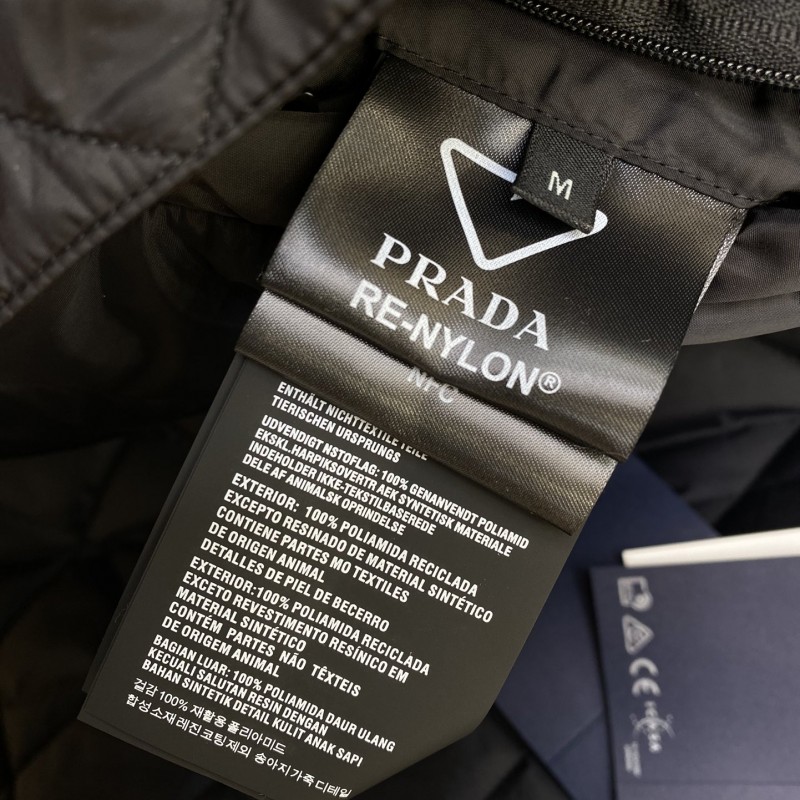 M
PRADA
RE-NYLON®
NFC
ENTHÄLT NICHTTEXTILE TEILE
TIERISCHEN URSPRUNGS
UDVENDIGT NSTOFLAG: 100% GENANVENDT POLIAMID
EKSKL.HARPIKSOVERTR AEK SYNTETISK MATERIALE
INDEHOLDER IKKE-TEKSTILBASEREDE
DELE AF ANIMALSK OPRINDELSE
EXTERIOR: 100% POLIAMIDA RECICLADA
EXCEPTO RESINADO DE MATERIAL SINTÉTICO
CONTIENE PARTES MO TEXTILES
DE ORIGEN ANIMAL
DETALLES DE PIEL DE BECERRO
EXTERIOR:100% POLIAMIDA RECICLADA
EXCETO REVESTIMENTO RESÍNICO EM
MATERIAL SINTÉTICO
CONTÉM PARTES NÃO TÊXTEIS
DE ORIGEM ANIMAL
BAGIAN LUAR: 100% POLIAMIDA DAUR ULANG
KECUALI SALUTAN RESIN DENGAN
BAHAN SINTETIK DETAIL KULIT ANAK SAPI
겉감 100% 재활용 폴리아미드
합성 소재 레진 코팅 제외 송아지 가죽 디테일
CE